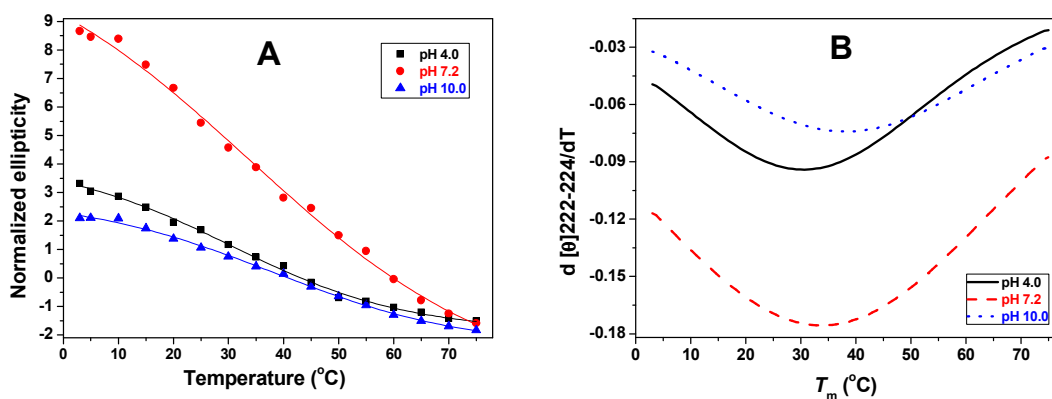 A
pH 4.0
pH 7.2
pH 10.0
Normalized ellipticity
9
8
7
6
5
4
3
2
1
0
-1
-2
0 10 20 30 40 50 60 70
Temperature (°C)
B
d [θ]222-224/dT
-0.03
-0.06
-0.09
-0.12
-0.15
-0.18
pH 4.0
pH 7.2
pH 10.0
0 10 20 30 40 50 60 70
Tm (°C)